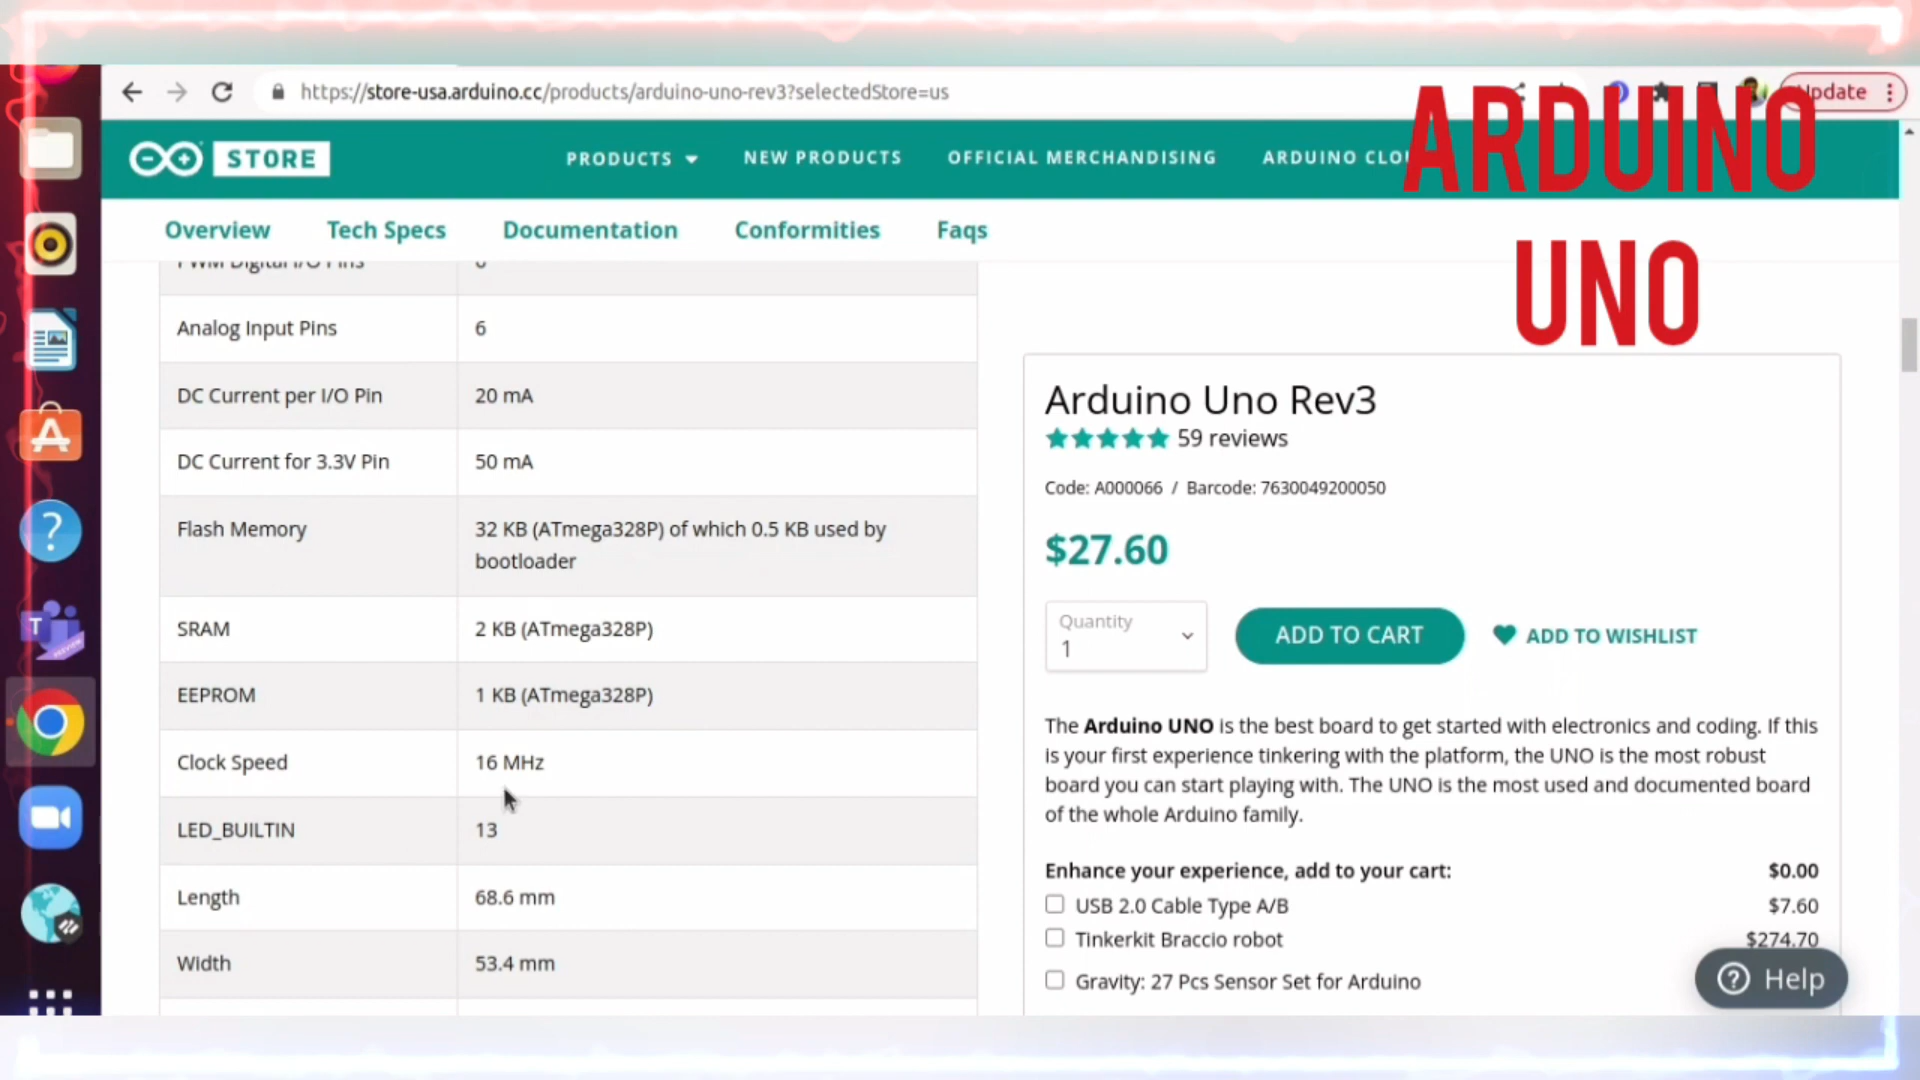 https://store-usa.arduino.cc/products/arduino-uno-rev3?selectedStore=us
Update
ARDUINO
UNO
STORE
PRODUCTS
NEW PRODUCTS
OFFICIAL MERCHANDISING
ARDUINO
Overview
Tech Specs
Documentation
Conformities
Faqs
Analog Input Pins
6
DC Current per I/O Pin
20 mA
DC Current for 3.3V Pin
50 mA
Flash Memory
32 KB (ATmega328P) of which 0.5 KB used by
bootloader
SRAM
2 KB (ATmega328P)
EEPROM
1 KB (ATmega328P)
Clock Speed
16 MHz
LED_BUILTIN
13
Length
68.6 mm
Width
53.4 mm
Arduino Uno Rev3
59 reviews
Code: A000066 / Barcode: 7630049200050
$27.60
Quantity
1
ADD TO CART
ADD TO WISHLIST
The Arduino UNO is the best board to get started with electronics and coding. If this
is your first experience tinkering with the platform, the UNO is the most robust
board you can start playing with. The UNO is the most used and documented board
of the whole Arduino family.
Enhance your experience, add to your cart:
$0.00
USB 2.0 Cable Type A/B
$7.60
Tinkerkit Braccio robot
$274.70
Gravity: 27 Pcs Sensor Set for Arduino
Help